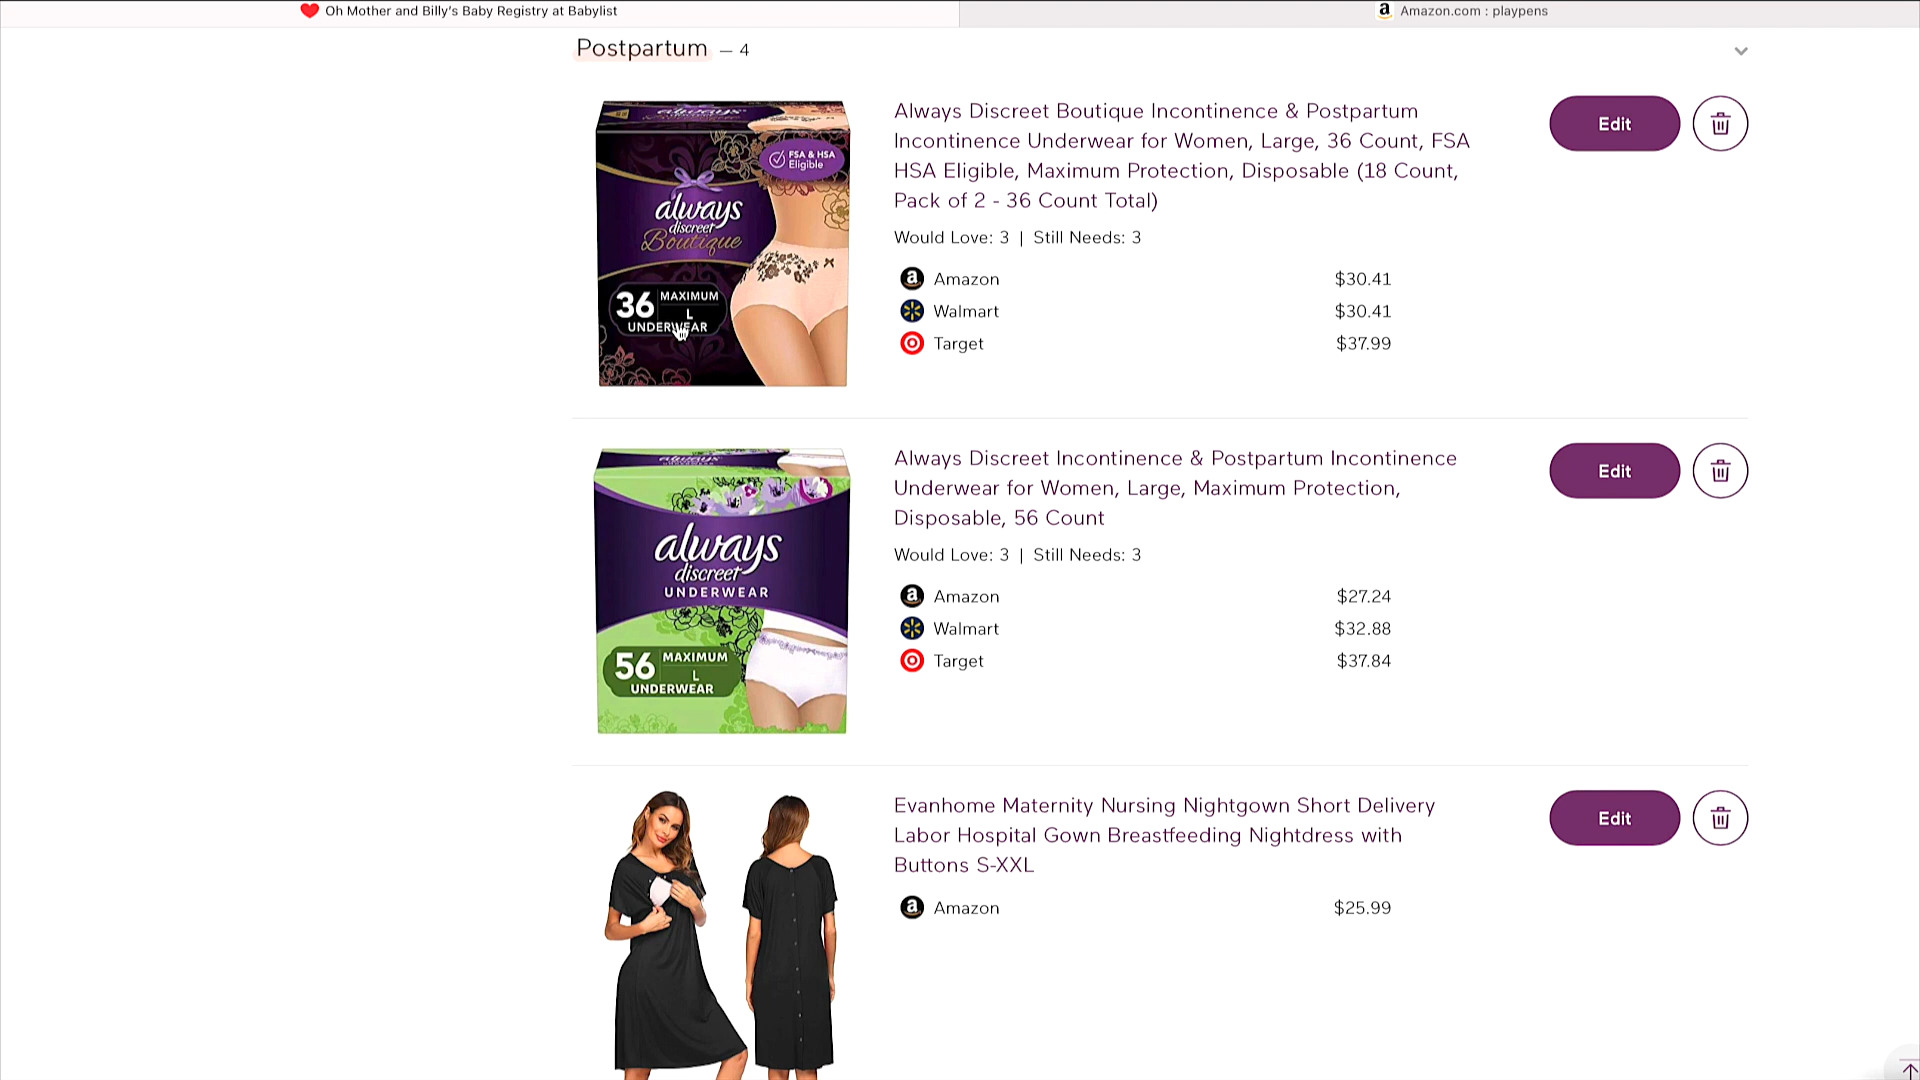 Oh Mother and Billy's Baby Registry at Babylist
Amazon.com : playpens
Postpartum — 4
Always Discreet Boutique Incontinence & Postpartum
Incontinence Underwear for Women, Large, 36 Count, FSA
HSA Eligible, Maximum Protection, Disposable (18 Count,
Pack of 2 - 36 Count Total)
Would Love: 3 | Still Needs: 3
Amazon $30.41
Walmart $30.41
Target $37.99
Edit
always
FSA & HSA
Eligible
always
discreet
Boutique
36 MAXIMUM
L
UNDERWEAR
Always Discreet Incontinence & Postpartum Incontinence
Underwear for Women, Large, Maximum Protection,
Disposable, 56 Count
Would Love: 3 | Still Needs: 3
Amazon $27.24
Walmart $32.88
Target $37.84
Edit
always
always
discreet
UNDERWEAR
56 MAXIMUM
L
UNDERWEAR
Evanhome Maternity Nursing Nightgown Short Delivery
Labor Hospital Gown Breastfeeding Nightdress with
Buttons S-XXL
Amazon $25.99
Edit